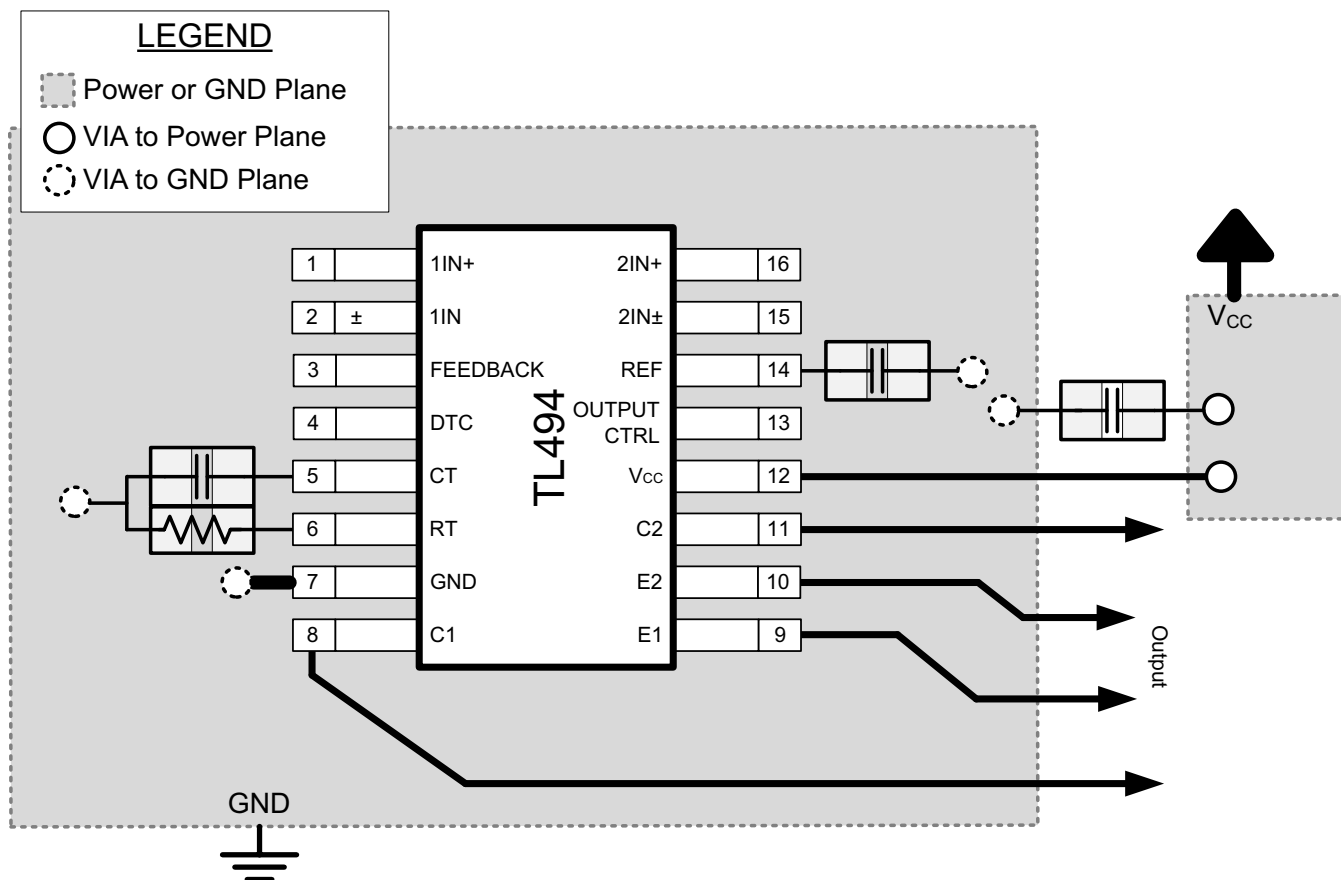 LEGEND
Power or GND Plane
VIA to Power Plane
VIA to GND Plane
1
1IN+
2IN+
16
2
±
1IN
2IN±
15
3
FEEDBACK
REF
14
4
DTC
OUTPUT
CTRL
13
5
CT
VCC
12
6
RT
C2
11
7
GND
E2
10
8
C1
E1
9
TL494
VCC
Output
GND